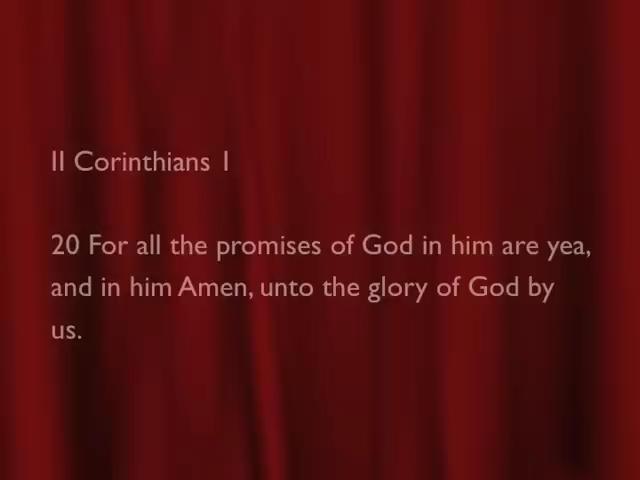 II Corinthians 1
20 For all the promises of God in him are yea,
and in him Amen, unto the glory of God by
us.